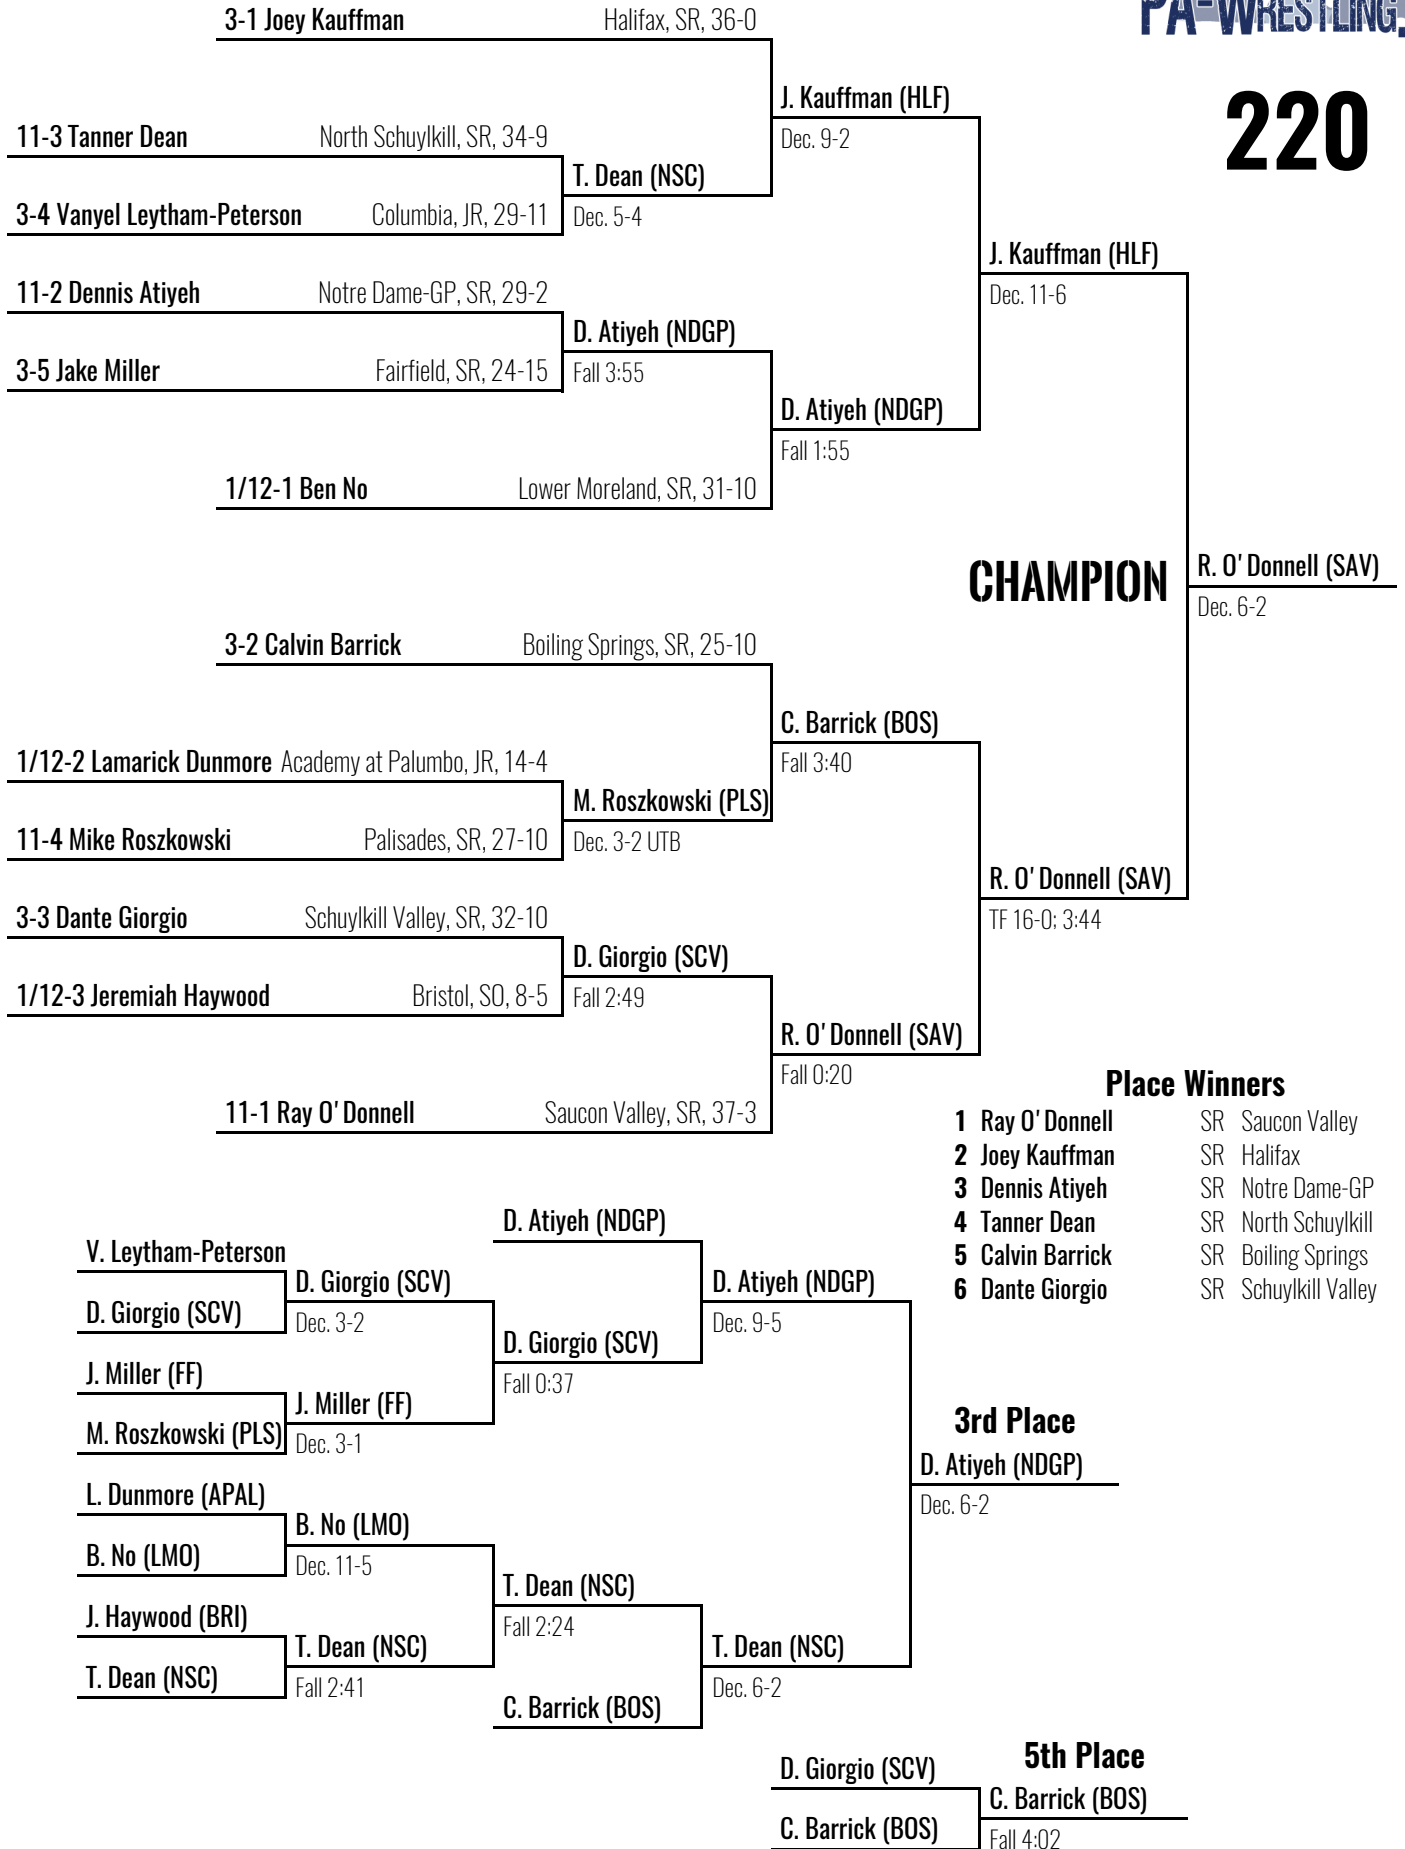 PA-WRESTLING.
220
3-1 Joey Kauffman Halifax, SR, 36-0
J. Kauffman (HLF)
Dec. 9-2
11-3 Tanner Dean North Schuylkill, SR, 34-9
T. Dean (NSC)
Dec. 5-4
3-4 Vanyel Leytham-Peterson Columbia, JR, 29-11
J. Kauffman (HLF)
Dec. 11-6
11-2 Dennis Atiyeh Notre Dame-GP, SR, 29-2
D. Atiyeh (NDGP)
Fall 3:55
3-5 Jake Miller Fairfield, SR, 24-15
D. Atiyeh (NDGP)
Fall 1:55
1/12-1 Ben No Lower Moreland, SR, 31-10
CHAMPION
R. O'Donnell (SAV)
Dec. 6-2
3-2 Calvin Barrick Boiling Springs, SR, 25-10
C. Barrick (BOS)
Fall 3:40
1/12-2 Lamarick Dunmore Academy at Palumbo, JR, 14-4
M. Roszkowski (PLS)
Dec. 3-2 UTB
11-4 Mike Roszkowski Palisades, SR, 27-10
R. O'Donnell (SAV)
TF 16-0; 3:44
3-3 Dante Giorgio Schuylkill Valley, SR, 32-10
D. Giorgio (SCV)
Fall 2:49
1/12-3 Jeremiah Haywood Bristol, SO, 8-5
R. O'Donnell (SAV)
Fall 0:20
11-1 Ray O'Donnell Saucon Valley, SR, 37-3
Place Winners
1 Ray O'Donnell SR Saucon Valley
2 Joey Kauffman SR Halifax
3 Dennis Atiyeh SR Notre Dame-GP
4 Tanner Dean SR North Schuylkill
5 Calvin Barrick SR Boiling Springs
6 Dante Giorgio SR Schuylkill Valley
D. Atiyeh (NDGP)
V. Leytham-Peterson
D. Giorgio (SCV)
Dec. 3-2
D. Giorgio (SCV)
D. Atiyeh (NDGP)
Dec. 9-5
D. Giorgio (SCV)
Fall 0:37
J. Miller (FF)
J. Miller (FF)
Dec. 3-1
M. Roszkowski (PLS)
3rd Place
D. Atiyeh (NDGP)
Dec. 6-2
L. Dunmore (APAL)
B. No (LMO)
Dec. 11-5
B. No (LMO)
T. Dean (NSC)
Fall 2:24
J. Haywood (BRI)
T. Dean (NSC)
Fall 2:41
T. Dean (NSC)
T. Dean (NSC)
Dec. 6-2
C. Barrick (BOS)
5th Place
D. Giorgio (SCV)
C. Barrick (BOS)
Fall 4:02
C. Barrick (BOS)